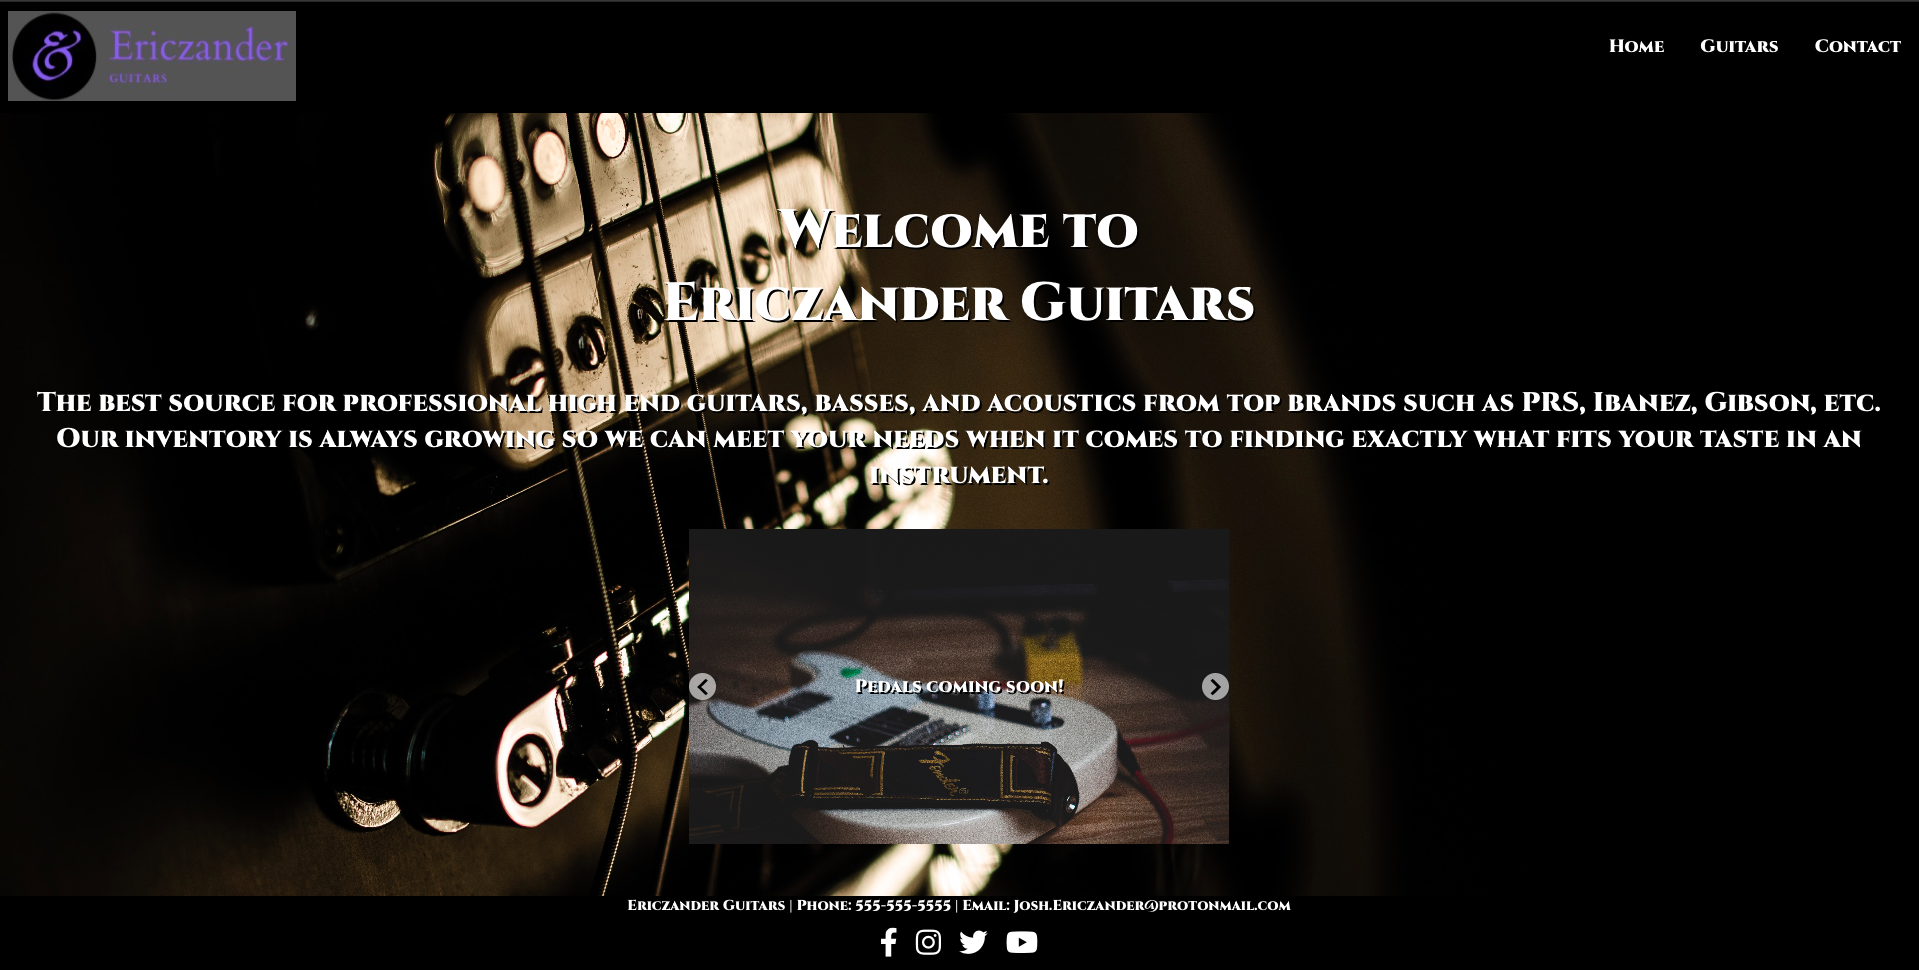 & Ericzander
GUITARS
Home Guitars Contact
Welcome to
Ericzander Guitars
The best source for professional high end guitars, basses, and acoustics from top brands such as PRS, Ibanez, Gibson, etc.
Our inventory is always growing so we can meet your needs when it comes to finding exactly what fits your taste in an
instrument.
Pedals coming soon!
Fender
Ericzander Guitars | Phone: 555-555-5555 | Email: Josh.Ericzander@protonmail.com